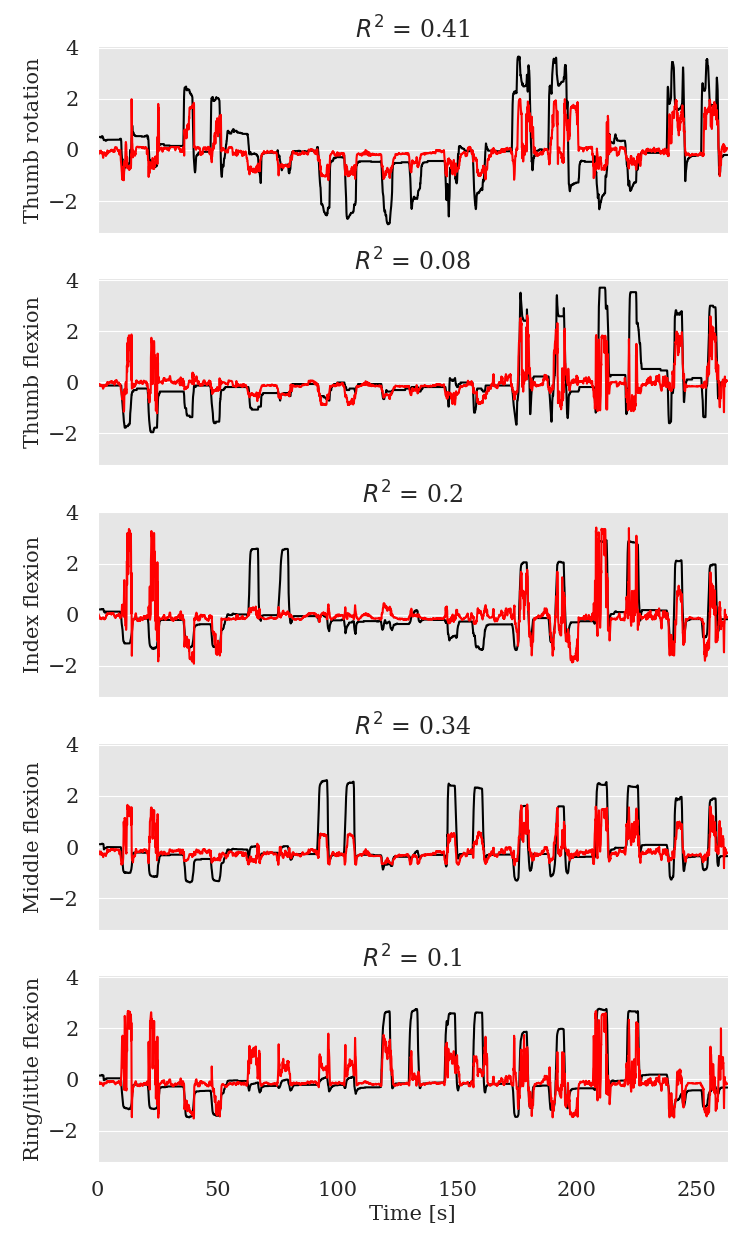 R² = 0.41
Thumb rotation
4
2
0
−2
R² = 0.08
Thumb flexion
4
2
0
−2
R² = 0.2
Index flexion
4
2
0
−2
R² = 0.34
Middle flexion
4
2
0
−2
R² = 0.1
Ring/little flexion
4
2
0
−2
0 50 100 150 200 250
Time [s]